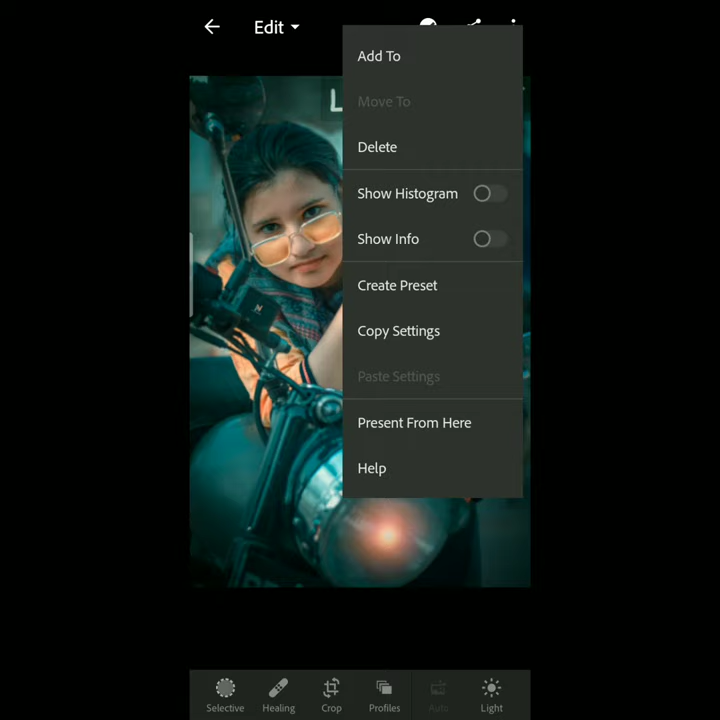 Edit
Add To
Move To
Delete
Show Histogram
Show Info
Create Preset
Copy Settings
Paste Settings
Present From Here
Help
L
N
Selective Healing Crop Profiles Auto Light